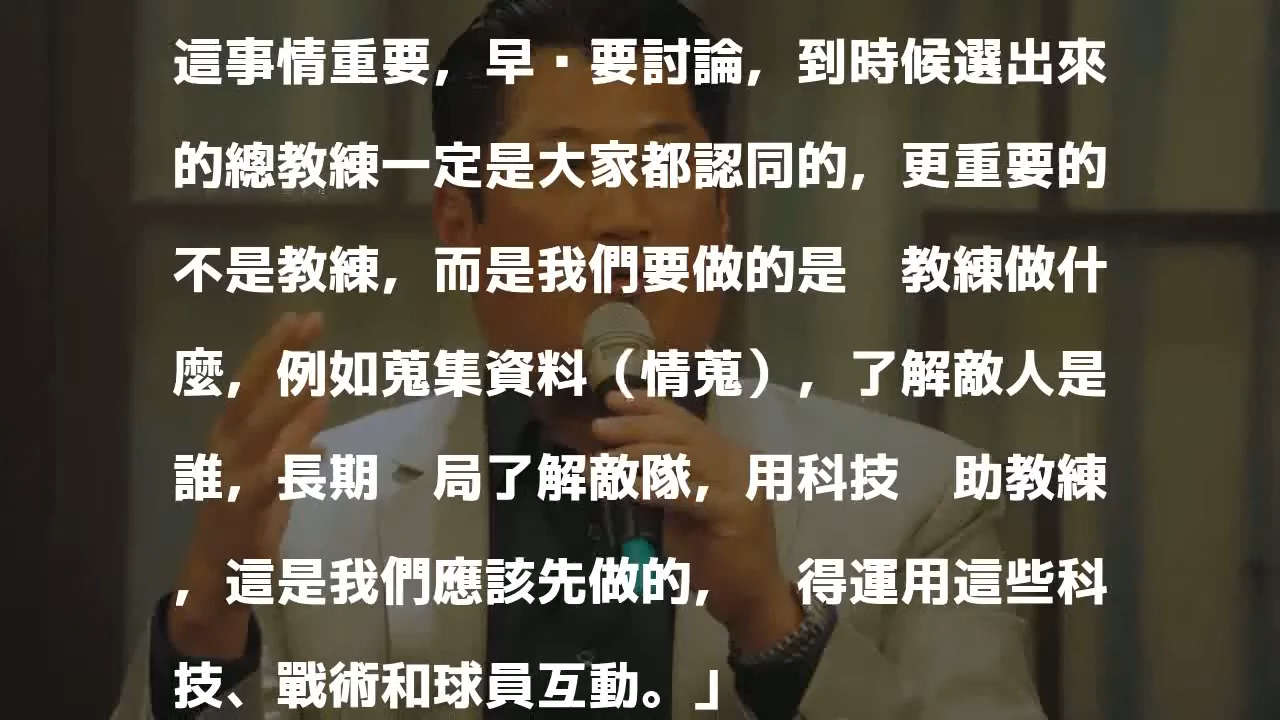 這事情重要，早·要討論，到時候選出來
的總教練一定是大家都認同的，更重要的
不是教練，而是我們要做的是　教練做什
麼，例如蒐集資料（情蒐），了解敵人是
誰，長期　局了解敵隊，用科技　助教練
，這是我們應該先做的，　得運用這些科
技、戰術和球員互動。」